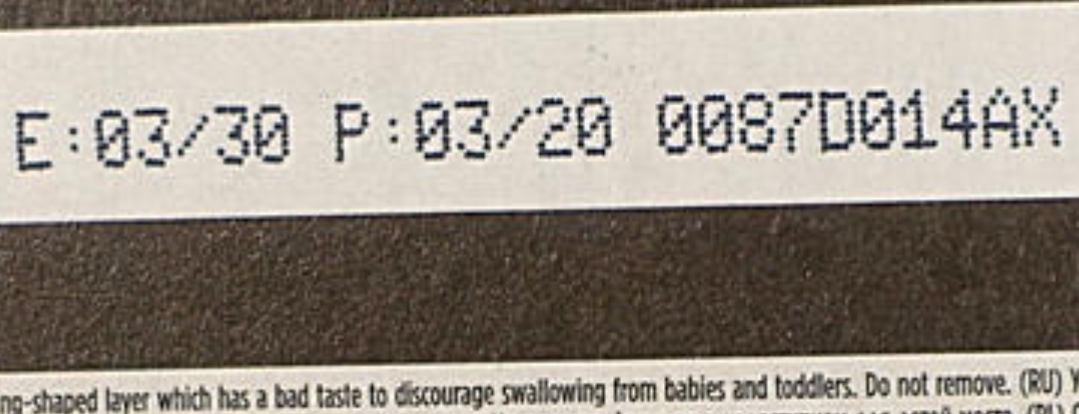 E:03/30 P:03/20 0087D014AX
ng-shaped layer which has a bad taste to discourage swallowing from babies and toddlers. Do not remove. (RU)